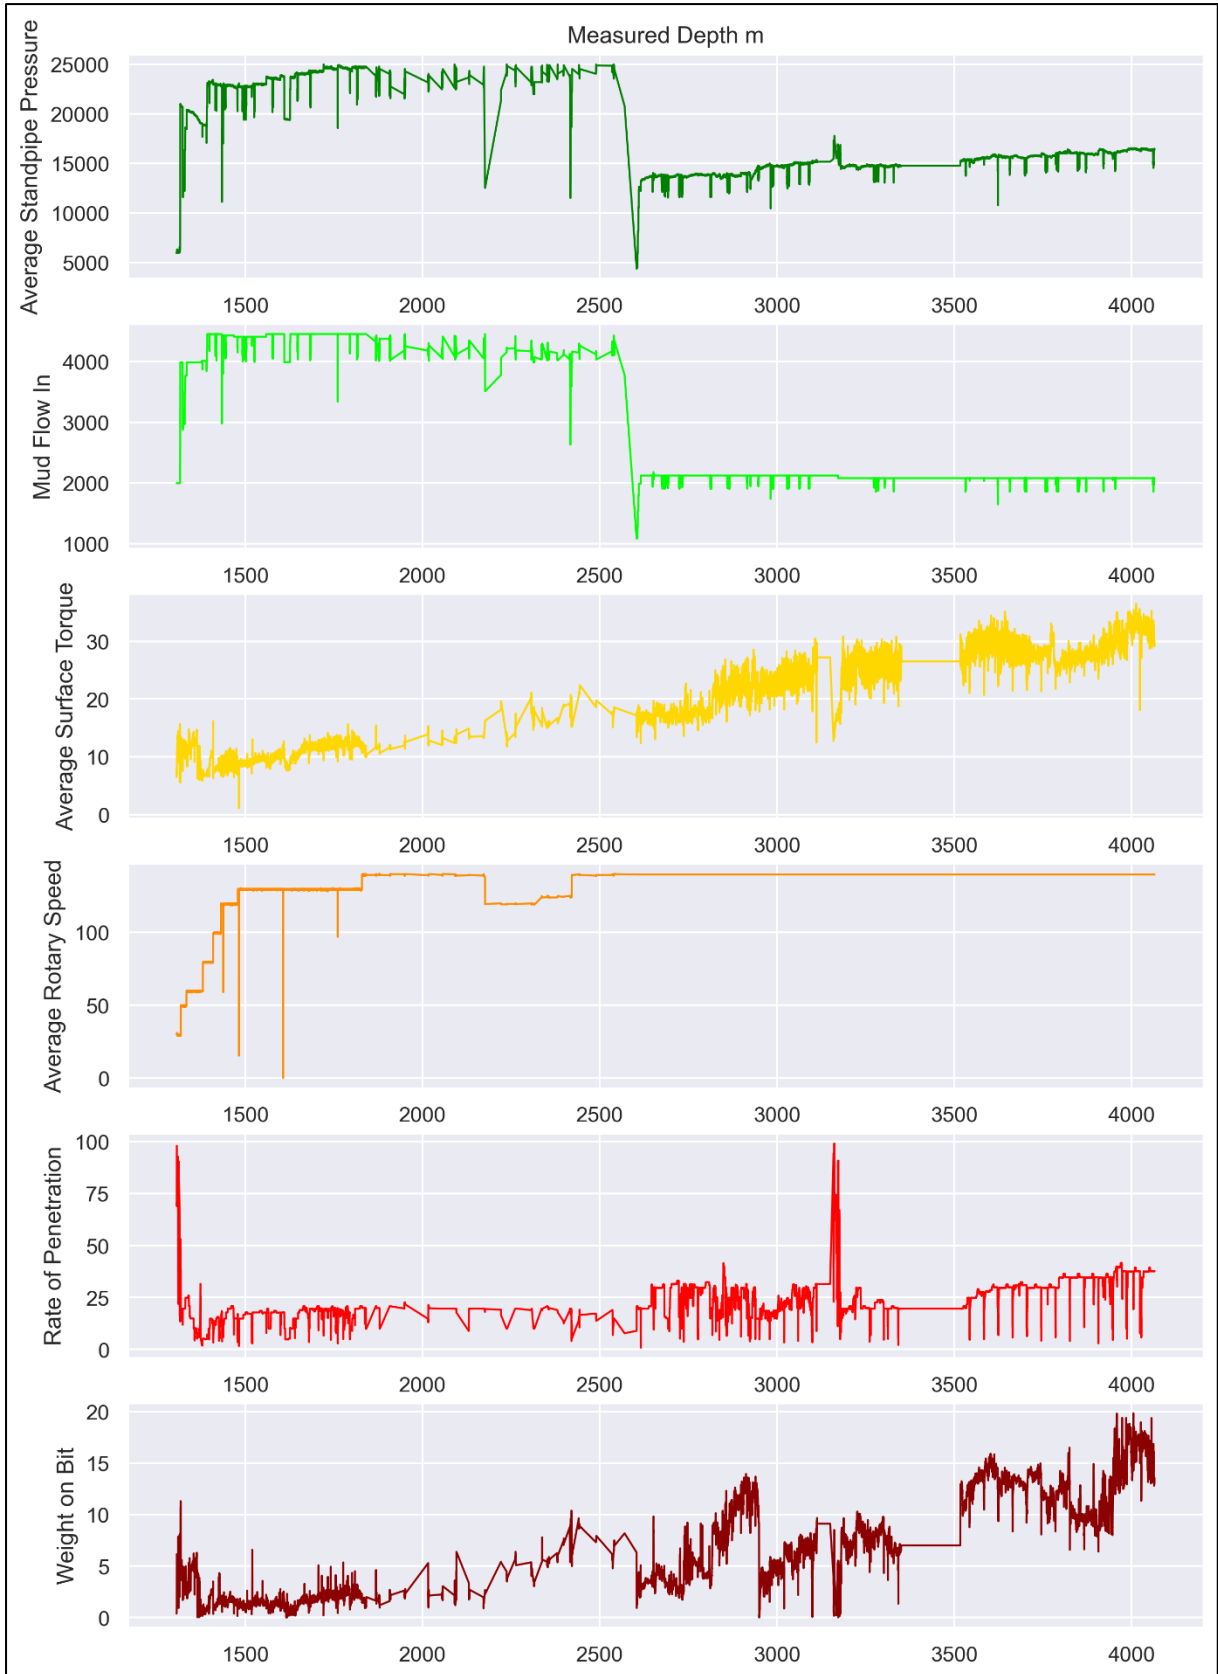 Measured Depth m
Average Standpipe Pressure
25000
20000
15000
10000
5000
1500 2000 2500 3000 3500 4000
Mud Flow In
4000
3000
2000
1000
1500 2000 2500 3000 3500 4000
Average Surface Torque
30
20
10
0
1500 2000 2500 3000 3500 4000
Average Rotary Speed
100
50
0
1500 2000 2500 3000 3500 4000
Rate of Penetration
100
75
50
25
0
1500 2000 2500 3000 3500 4000
Weight on Bit
20
15
10
5
0
1500 2000 2500 3000 3500 4000